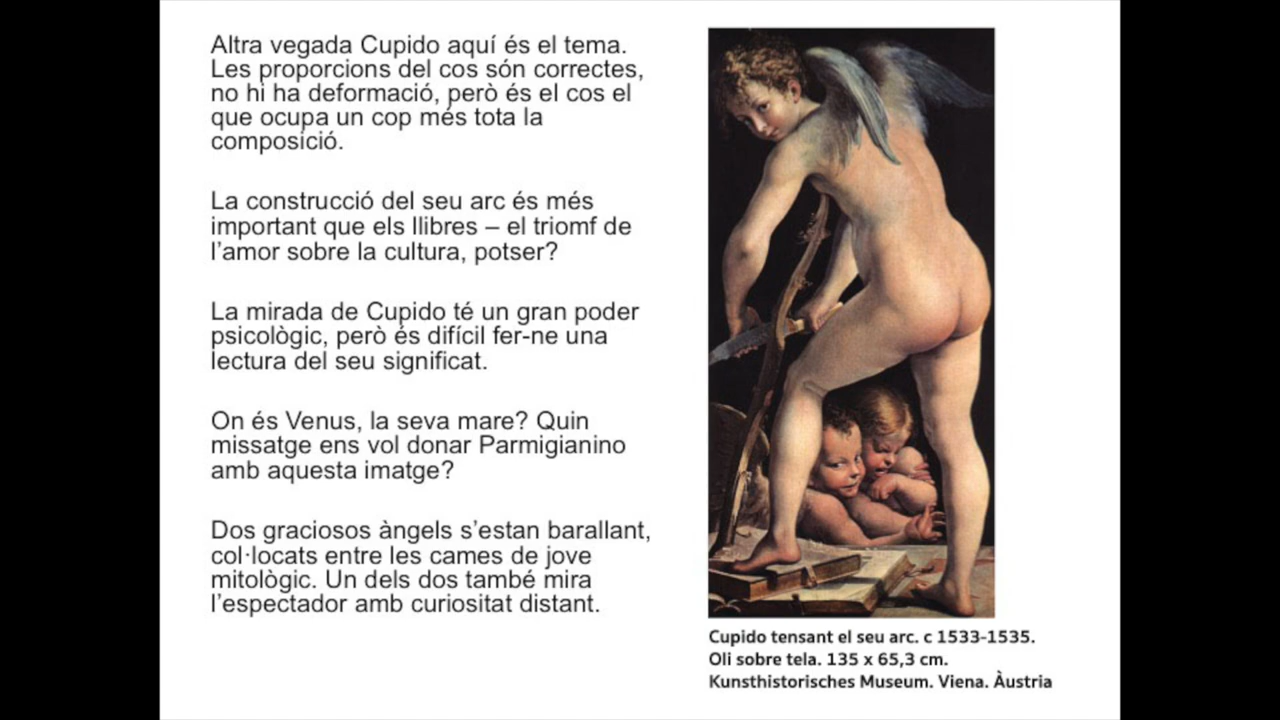 Altra vegada Cupido aquí és el tema.
Les proporcions del cos són correctes,
no hi ha deformació, però és el cos el
que ocupa un cop més tota la
composició.
La construcció del seu arc és més
important que els llibres – el triomf de
l’amor sobre la cultura, potser?
La mirada de Cupido té un gran poder
psicològic, però és difícil fer-ne una
lectura del seu significat.
On és Venus, la seva mare? Quin
missatge ens vol donar Parmigianino
amb aquesta imatge?
Dos graciosos àngels s’estan barallant,
col·locats entre les cames de jove
mitològic. Un dels dos també mira
l’espectador amb curiositat distant.
Cupido tensant el seu arc. c 1533-1535.
Oli sobre tela. 135 x 65,3 cm.
Kunsthistorisches Museum. Viena. Àustria